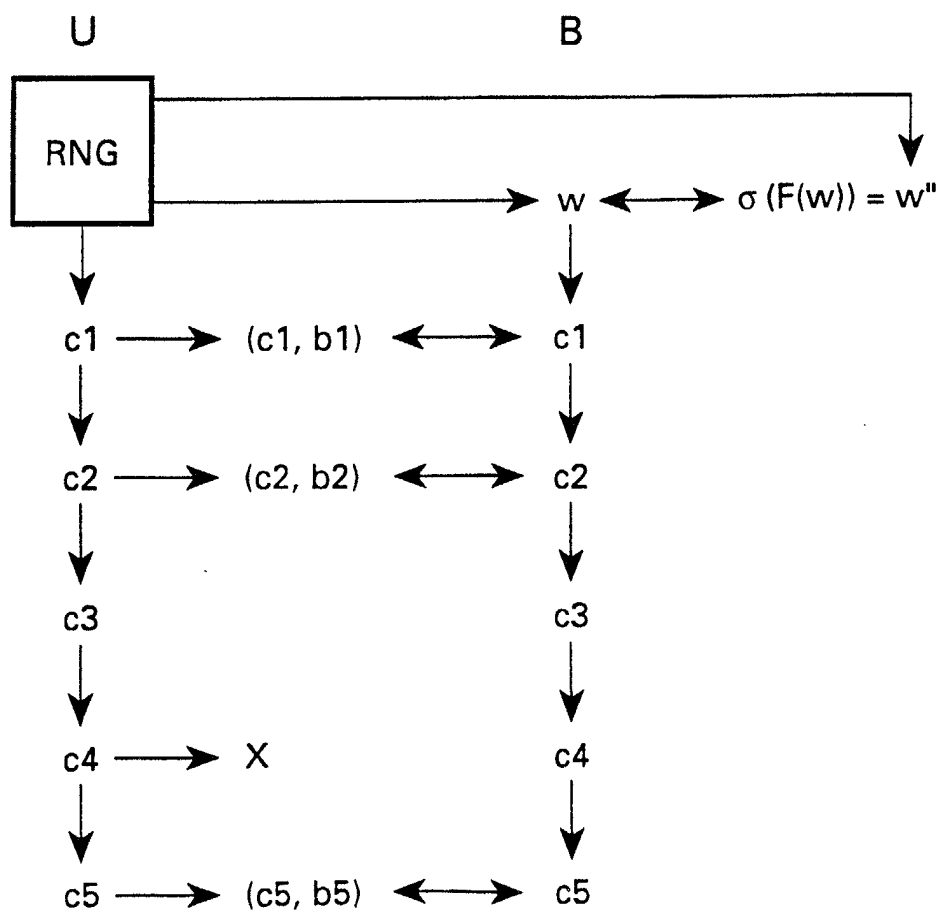 U B
RNG
w σ (F(w)) = w"
c1 (c1, b1) c1
c2 (c2, b2) c2
c3 c3
c4 X c4
c5 (c5, b5) c5